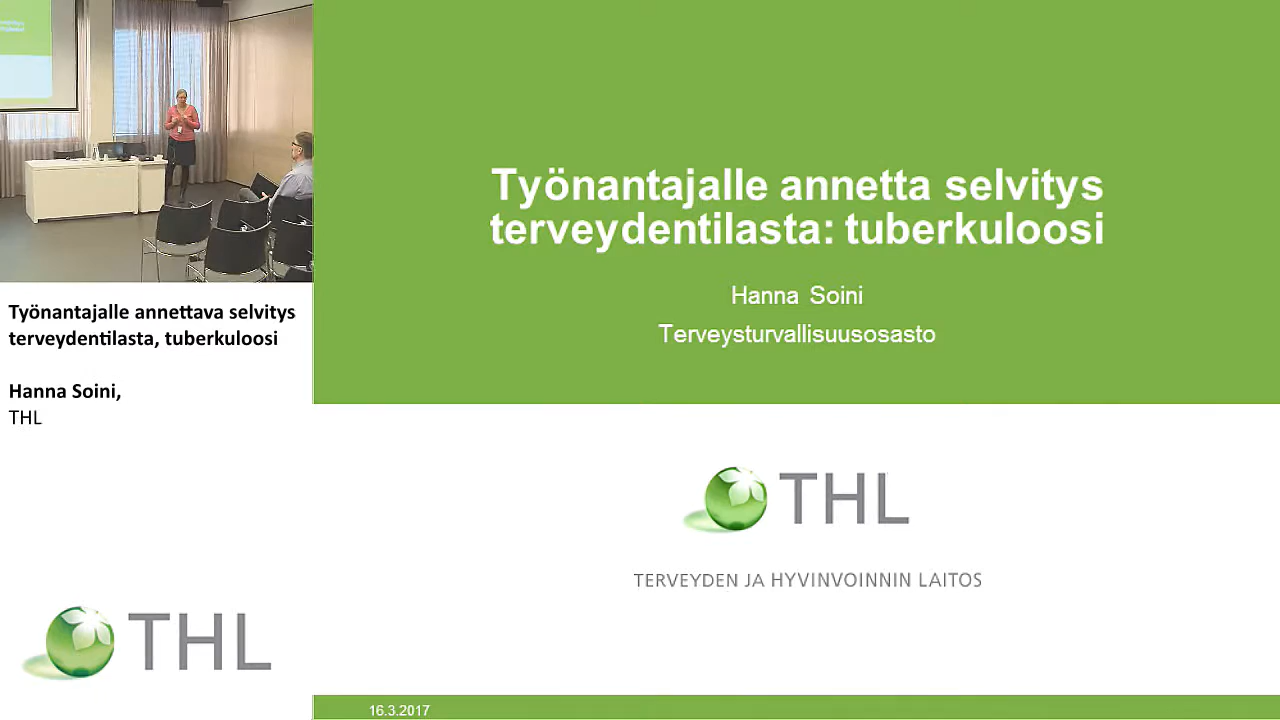 Työnantajalle annettava selvitys
terveydentilasta, tuberkuloosi
Hanna Soini,
THL
THL
Työnantajalle annetta selvitys
terveydentilasta: tuberkuloosi
Hanna Soini
Terveysturvallisuusosasto
THL
TERVEYDEN JA HYVINVOINNIN LAITOS
16.3.2017